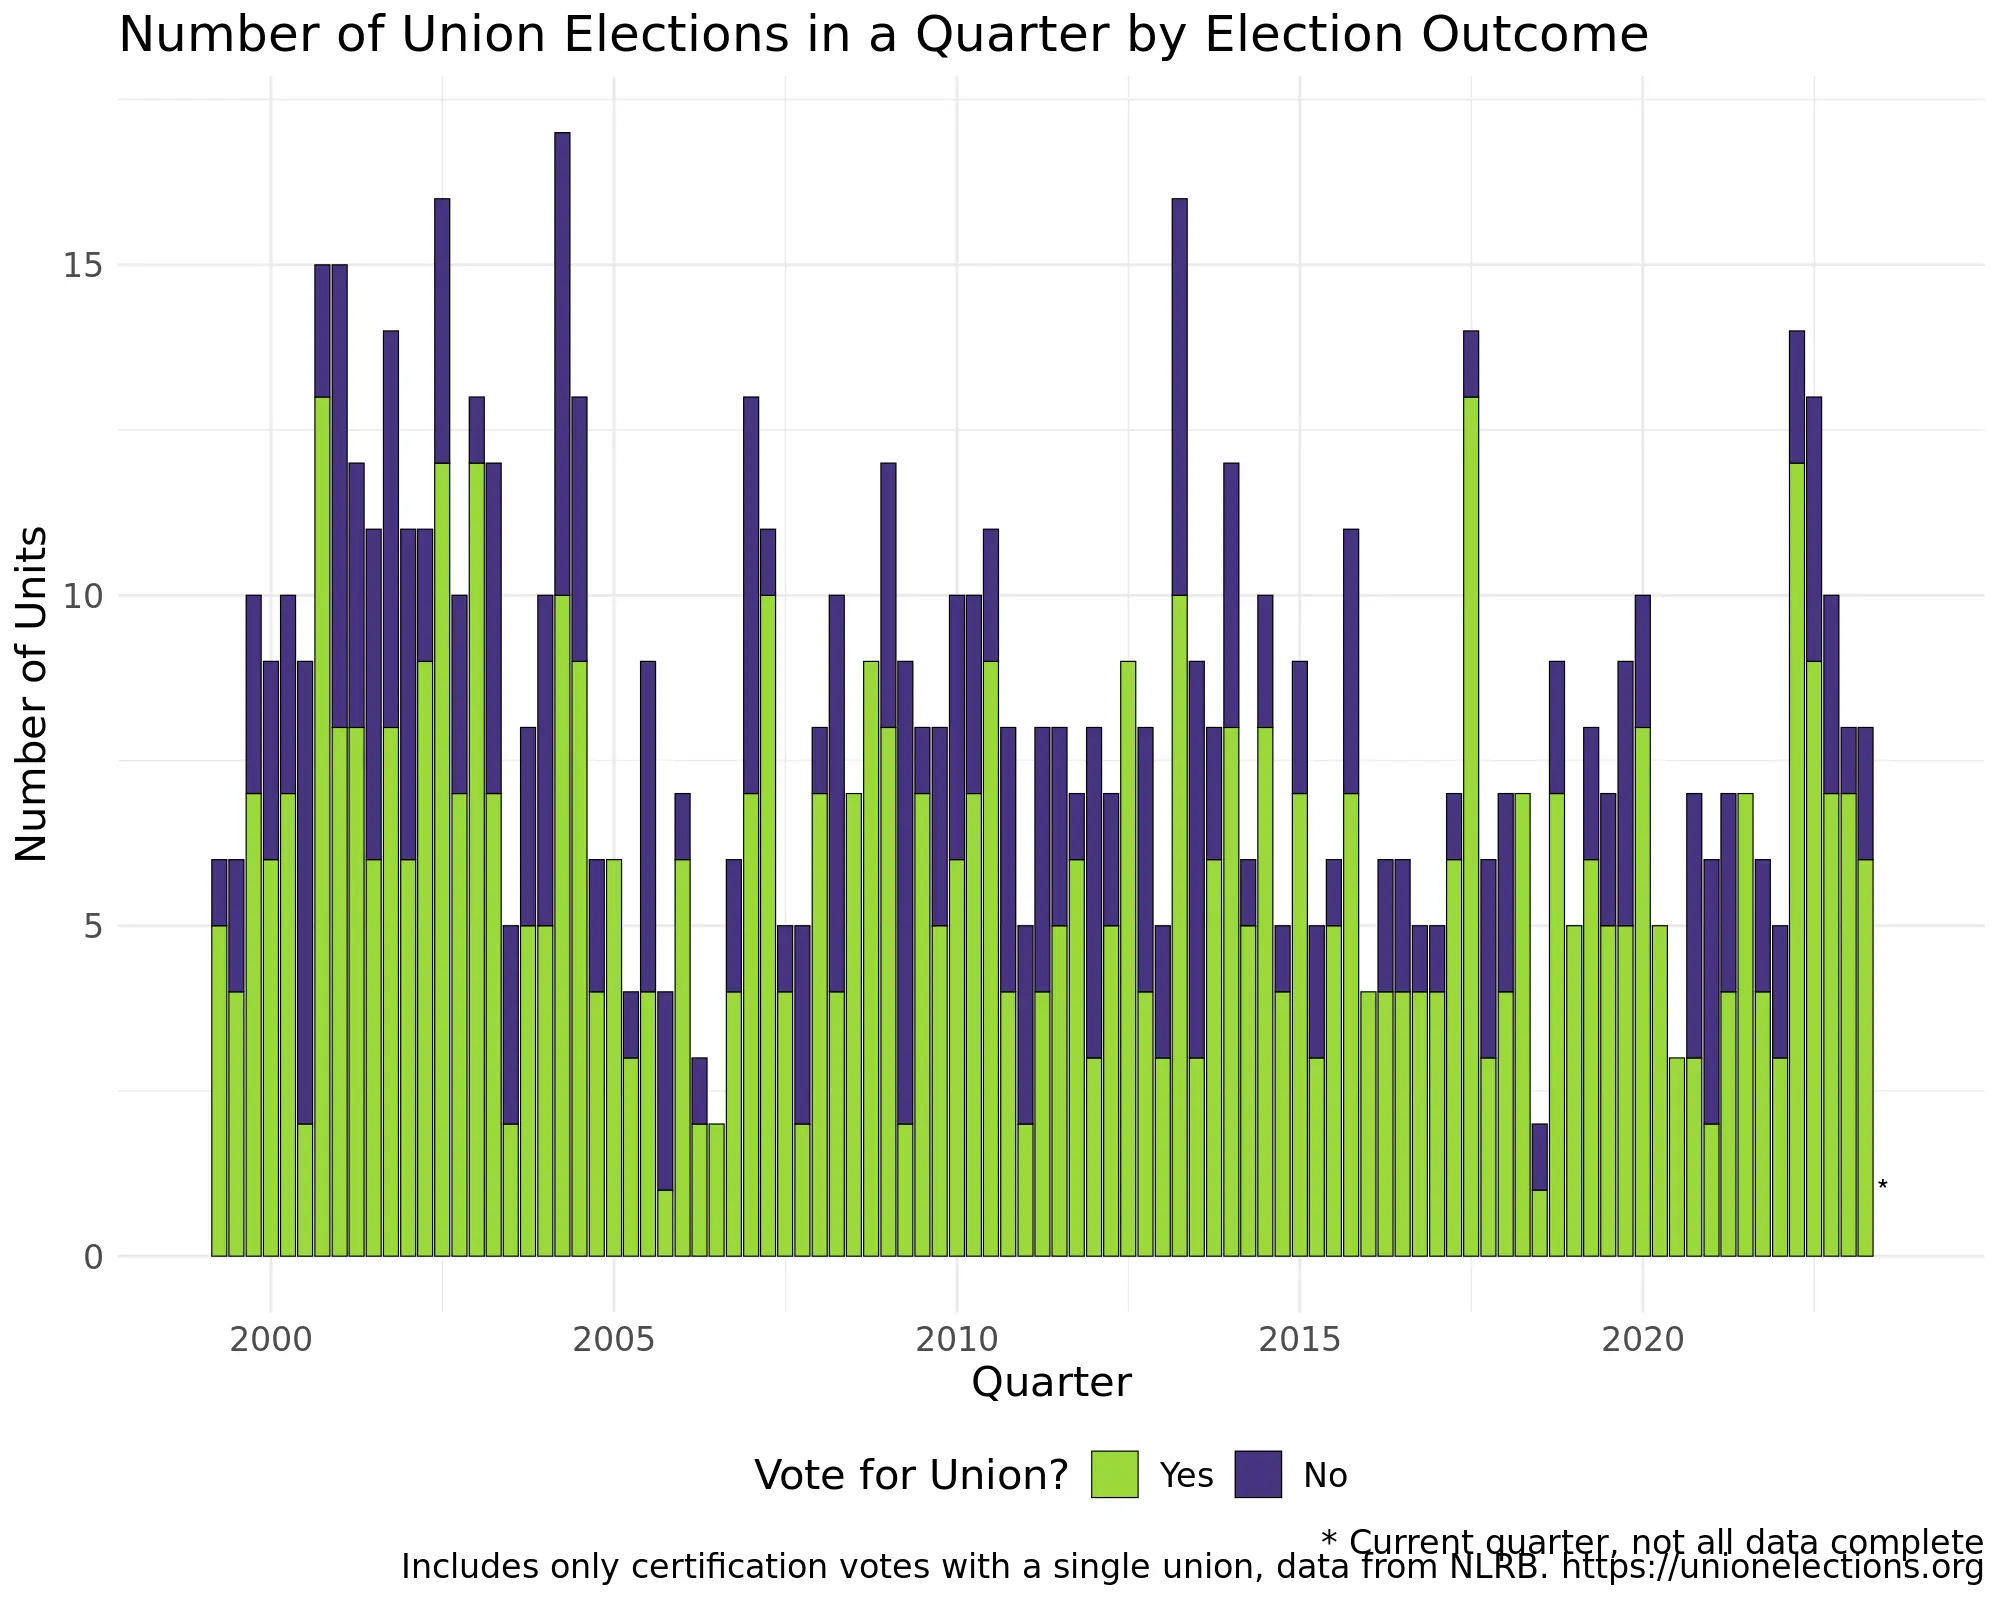 Number of Union Elections in a Quarter by Election Outcome
Number of Units
15
10
5
0
*
2000 2005 2010 2015 2020
Quarter
Vote for Union? Yes No
* Current quarter, not all data complete
Includes only certification votes with a single union, data from NLRB. https://unionelections.org